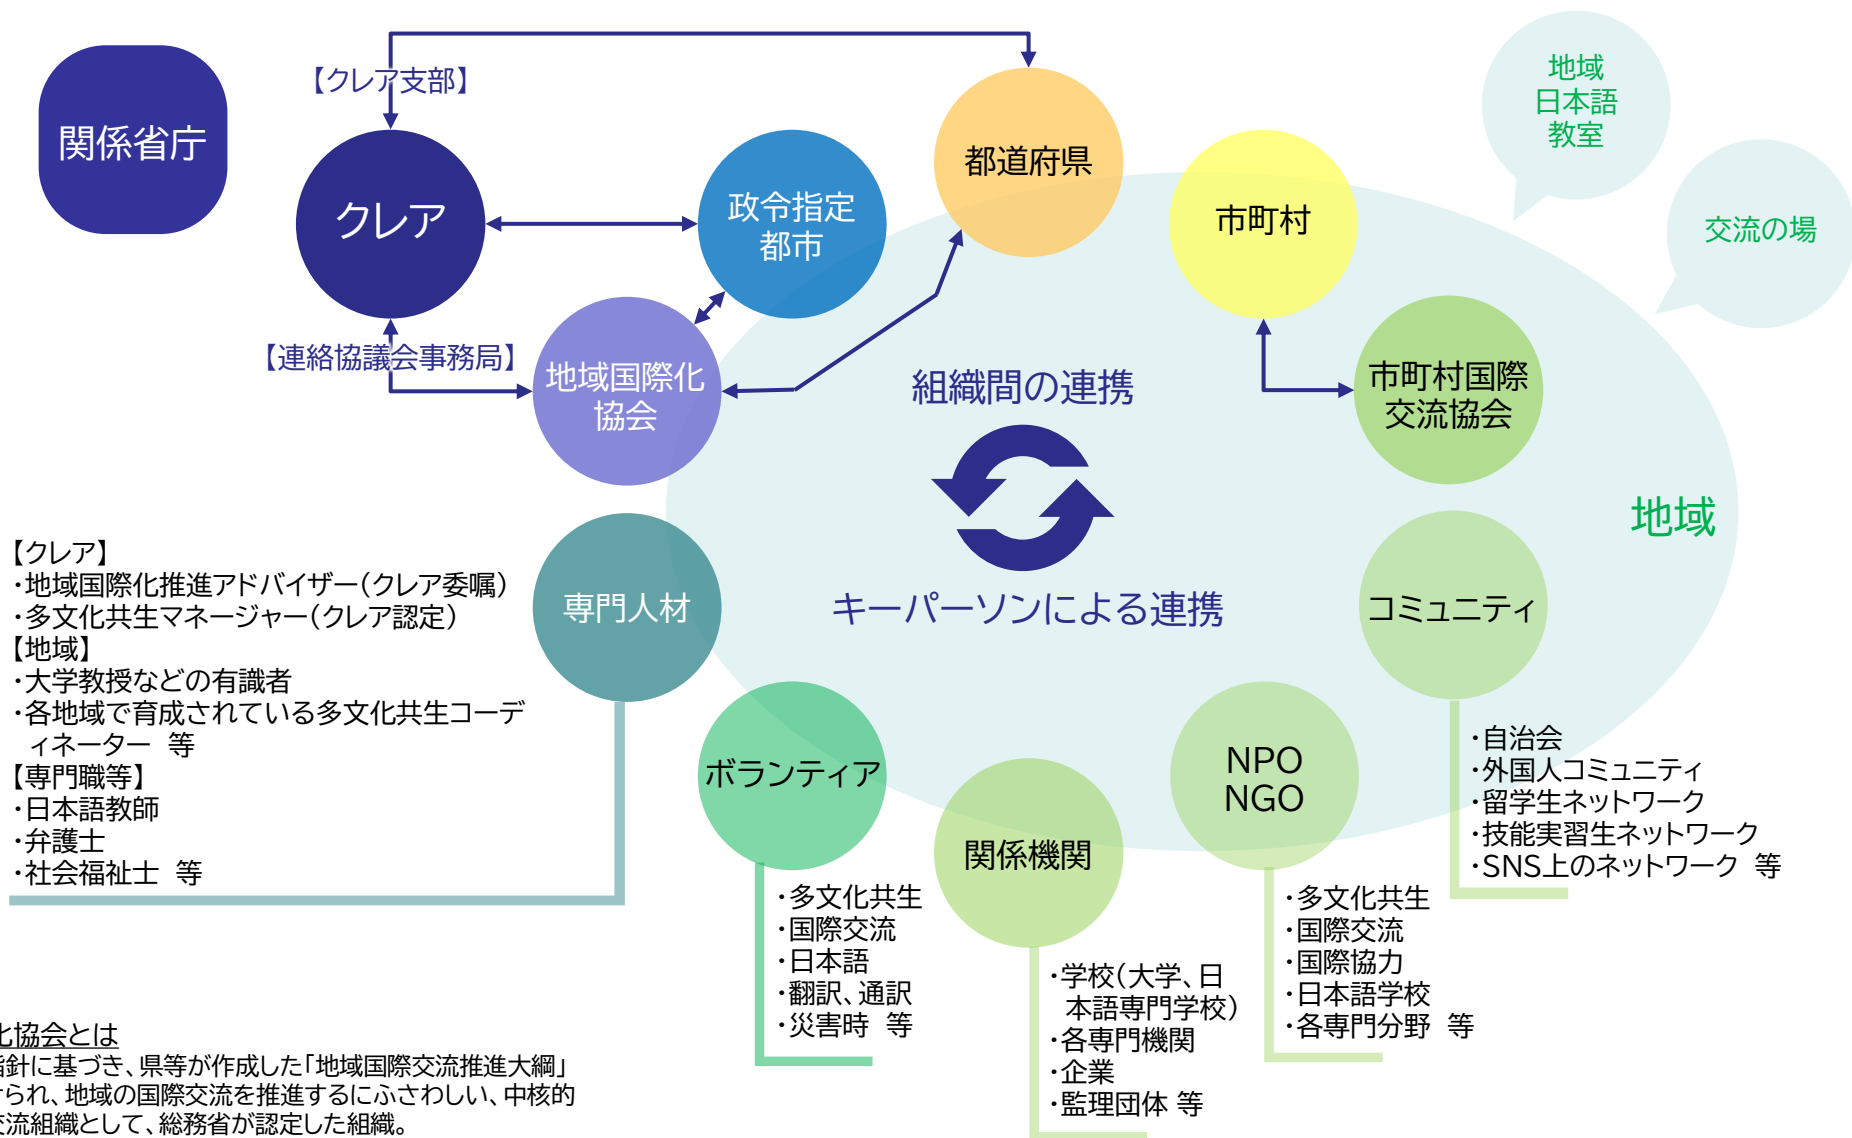 関係省庁
【クレア支部】
クレア
政令指定
都市
都道府県
市町村
地域
日本語
教室
交流の場
【連絡協議会事務局】
地域国際化
協会
組織間の連携
市町村国際
交流協会
地域
キーパーソンによる連携
専門人材
コミュニティ
【クレア】
・地域国際化推進アドバイザー（クレア委嘱）
・多文化共生マネージャー（クレア認定）
【地域】
・大学教授などの有識者
・各地域で育成されている多文化共生コーデ
ィネーター　等
【専門職等】
・日本語教師
・弁護士
・社会福祉士　等
ボランティア
・多文化共生
・国際交流
・日本語
・翻訳、通訳
・災害時　等
関係機関
・学校（大学、日
本語専門学校）
・各専門機関
・企業
・監理団体 等
NPO
NGO
・多文化共生
・国際交流
・国際協力
・日本語学校
・各専門分野　等
・自治会
・外国人コミュニティ
・留学生ネットワーク
・技能実習生ネットワーク
・SNS上のネットワーク　等
化協会とは
指針に基づき、県等が作成した「地域国際交流推進大綱」
けられ、地域の国際交流を推進するにふさわしい、中核的
交流組織として、総務省が認定した組織。